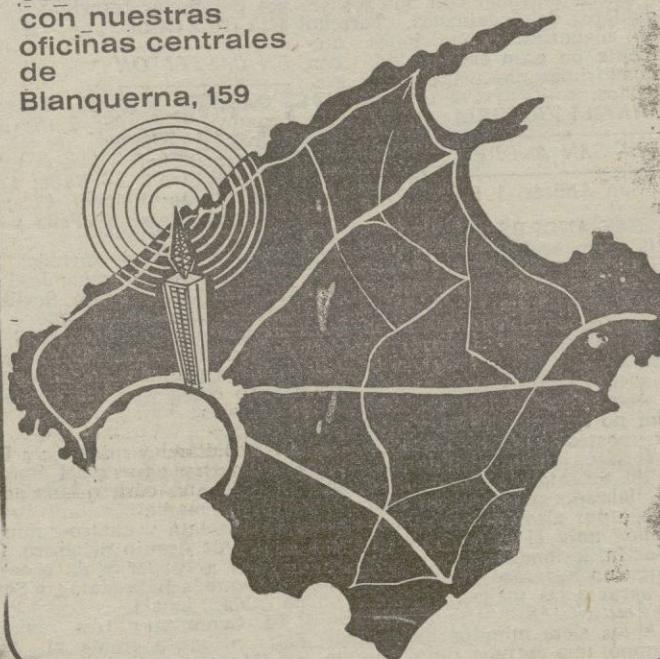 con nuestras
oficinas centrales
de
Blanquerna, 159